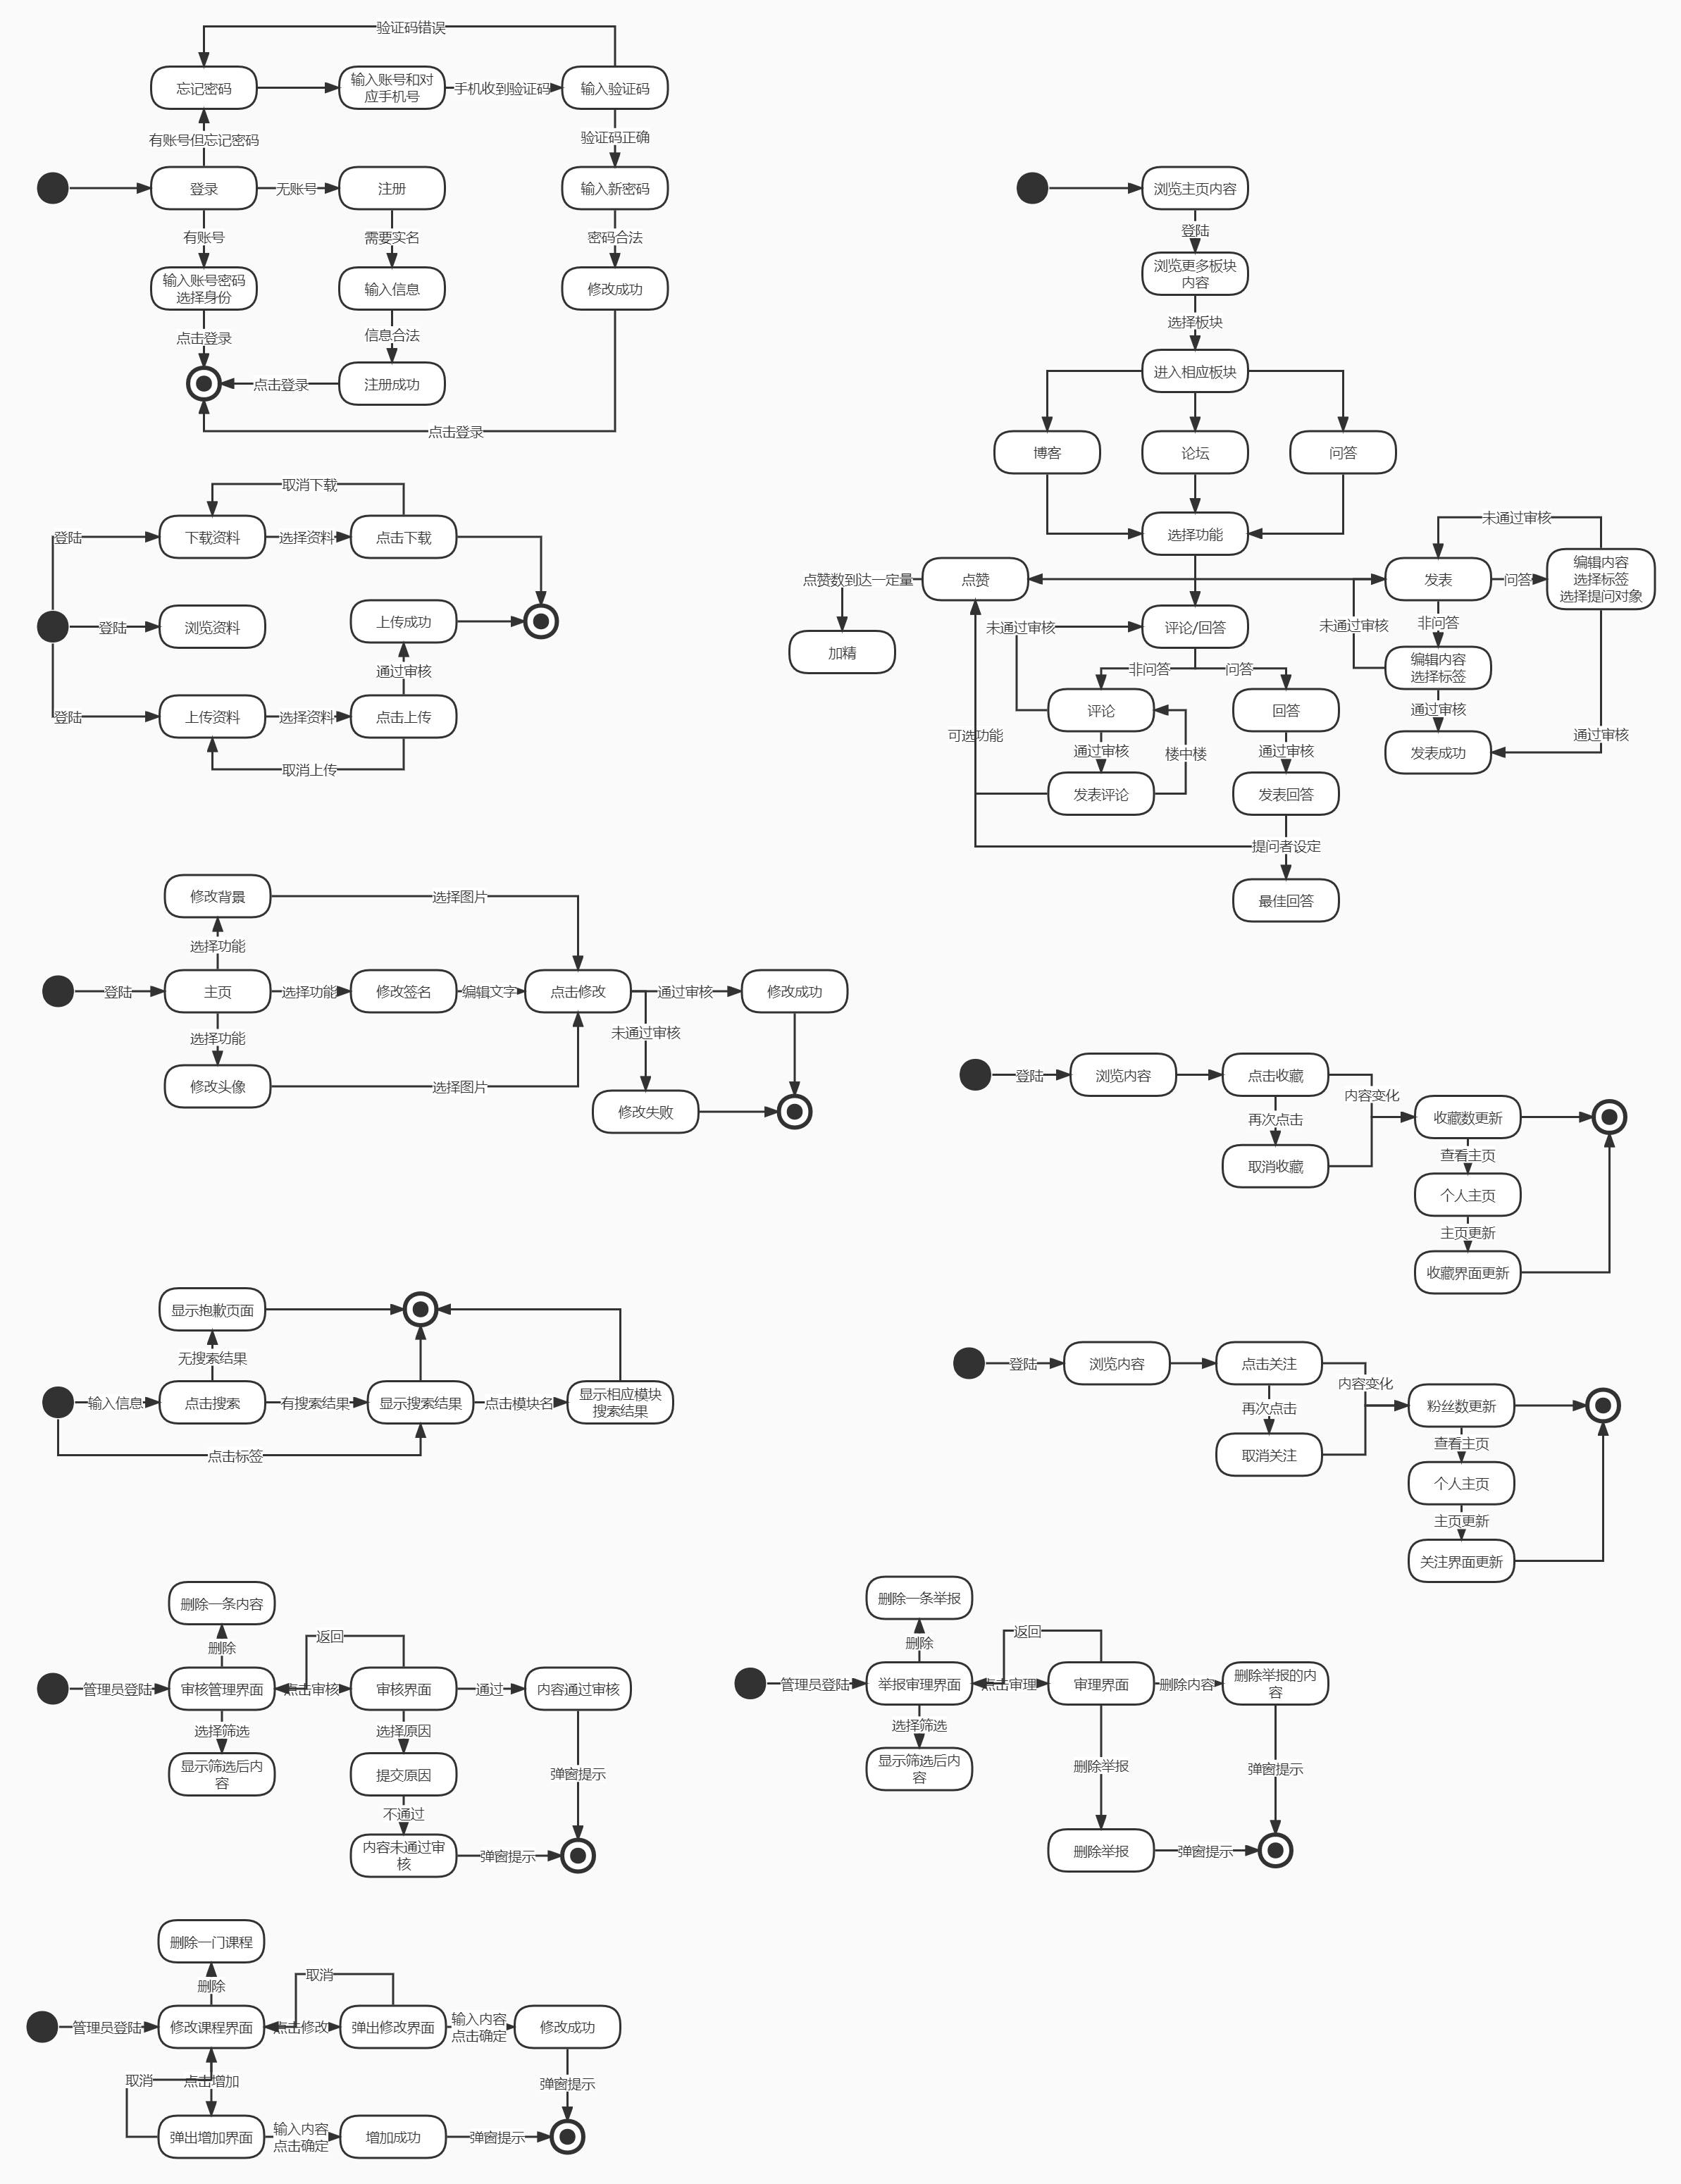 验证码错误
忘记密码
输入账号和对
应手机号
手机收到验证码
输入验证码
有账号但忘记密码
验证码正确
登录
无账号
注册
输入新密码
有账号
需要实名
密码合法
输入账号密码
选择身份
输入信息
修改成功
点击登录
信息合法
点击登录
注册成功
点击登录
浏览主页内容
登陆
浏览更多板块
内容
选择板块
进入相应板块
博客
论坛
问答
选择功能
未通过审核
点赞数到达一定量
点赞
发表
问答
编辑内容
选择标签
选择提问对象
加精
未通过审核
评论/回答
未通过审核
非问答
非问答
问答
编辑内容
选择标签
评论
回答
通过审核
可选功能
通过审核
楼中楼
通过审核
发表成功
通过审核
发表评论
发表回答
提问者设定
最佳回答
取消下载
登陆
下载资料
选择资料
点击下载
登陆
浏览资料
上传成功
通过审核
登陆
上传资料
选择资料
点击上传
取消上传
修改背景
选择图片
选择功能
登陆
主页
选择功能
修改签名
编辑文字
点击修改
通过审核
修改成功
选择功能
未通过审核
修改头像
选择图片
修改失败
登陆
浏览内容
点击收藏
内容变化
再次点击
收藏数更新
取消收藏
查看主页
个人主页
主页更新
收藏界面更新
显示抱歉页面
无搜索结果
输入信息
点击搜索
有搜索结果
显示搜索结果
点击模块名
显示相应模块
搜索结果
点击标签
登陆
浏览内容
点击关注
内容变化
再次点击
粉丝数更新
取消关注
查看主页
个人主页
主页更新
关注界面更新
删除一条内容
删除
返回
管理员登陆
审核管理界面
点击审核
审核界面
通过
内容通过审核
选择筛选
选择原因
显示筛选后内
容
提交原因
弹窗提示
不通过
内容未通过审
核
弹窗提示
删除一条举报
删除
返回
管理员登陆
举报审理界面
点击审理
审理界面
删除内容
删除举报的内
容
选择筛选
显示筛选后内
容
删除举报
弹窗提示
删除举报
弹窗提示
删除一门课程
删除
取消
管理员登陆
修改课程界面
点击修改
弹出修改界面
输入内容
点击确定
修改成功
取消
点击增加
弹窗提示
弹出增加界面
输入内容
点击确定
增加成功
弹窗提示